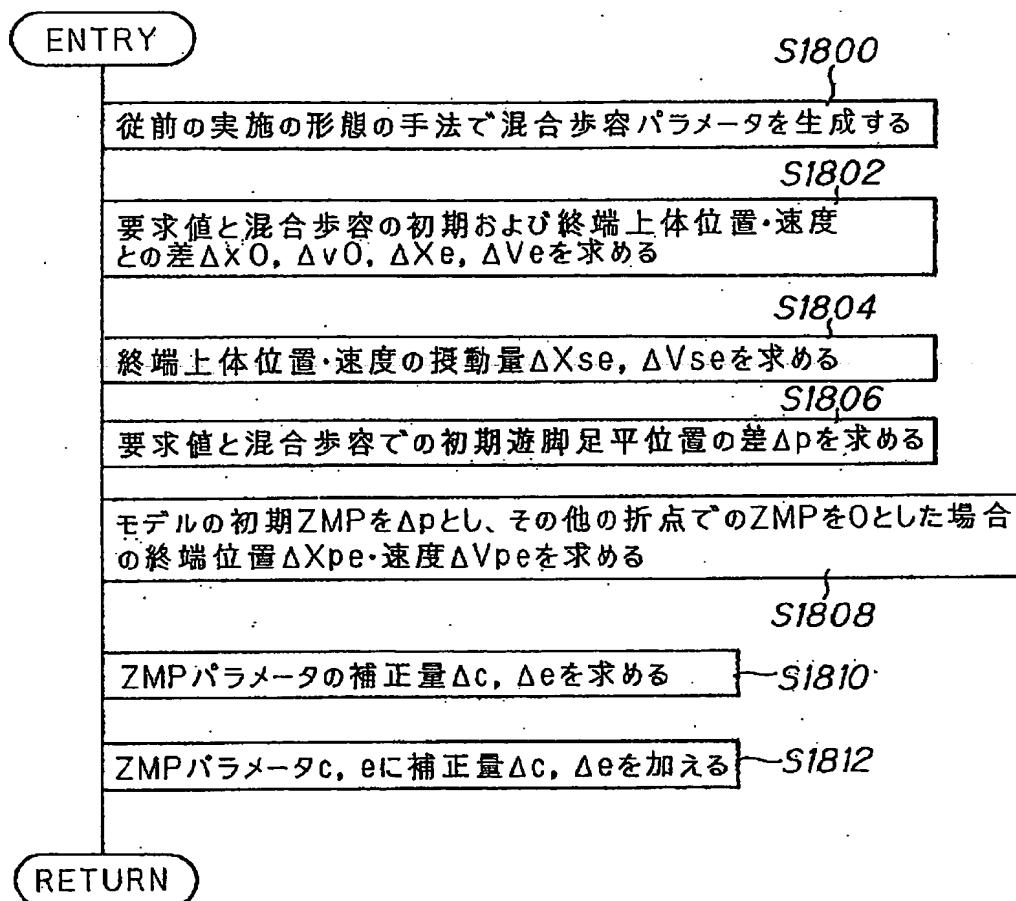 ENTRY
S1800
従前の実施の形態の手法で混合歩容パラメータを生成する
S1802
要求値と混合歩容の初期および終端上体位置・速度
との差Δx0, Δv0, ΔXe, ΔVeを求める
S1804
終端上体位置・速度の摂動量ΔXse, ΔVseを求める
S1806
要求値と混合歩容での初期遊脚足平位置の差Δpを求める
モデルの初期ZMPをΔpとし、その他の折点でのZMPを0とした場合
の終端位置ΔXpe・速度ΔVpeを求める
S1808
ZMPパラメータの補正量Δc, Δeを求める
S1810
ZMPパラメータc, eに補正量Δc, Δeを加える
S1812
RETURN